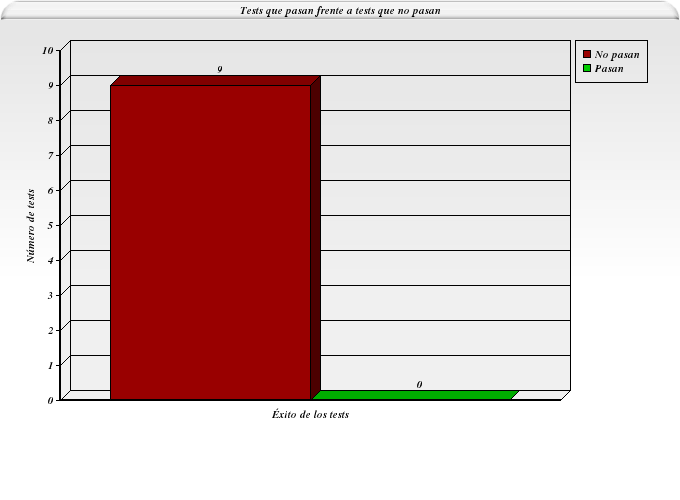 Tests que pasan frente a tests que no pasan
No pasan
Pasan
10
9
8
7
6
5
4
3
2
1
0
Número de tests
9
0
Éxito de los tests